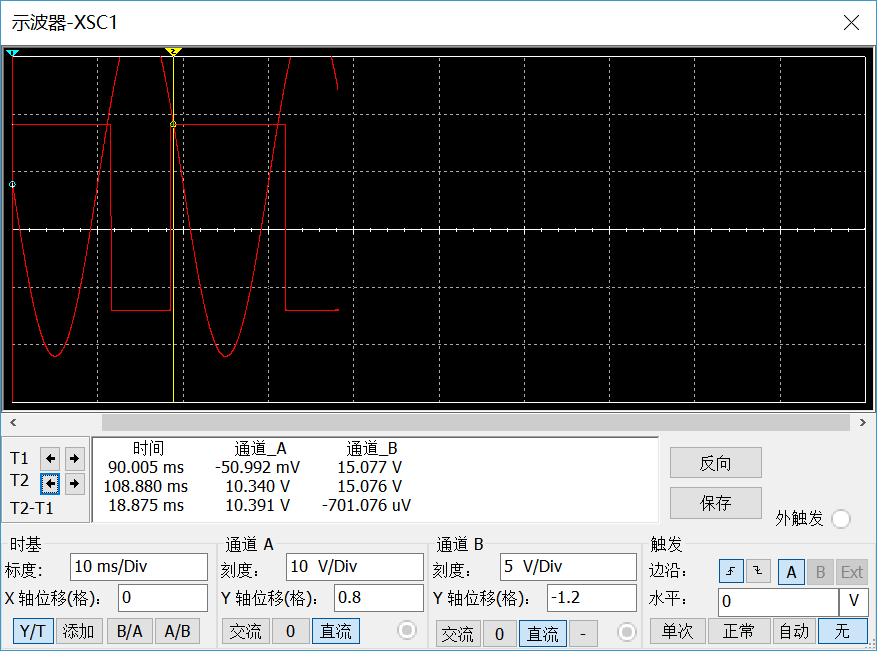 示波器-XSC1
1
2
时间 通道_A 通道_B
T1 90.005 ms -50.992 mV 15.077 V
T2 108.880 ms 10.340 V 15.076 V
T2-T1 18.875 ms 10.391 V -701.076 uV
反向
保存
外触发
时基 通道 A 通道 B 触发
标度: 10 ms/Div 刻度: 10 V/Div 刻度: 5 V/Div 边沿: A B Ext
X 轴位移(格): 0 Y 轴位移(格): 0.8 Y 轴位移(格): -1.2 水平: 0 V
Y/T 添加 B/A A/B 交流 0 直流 交流 0 直流 - 单次 正常 自动 无